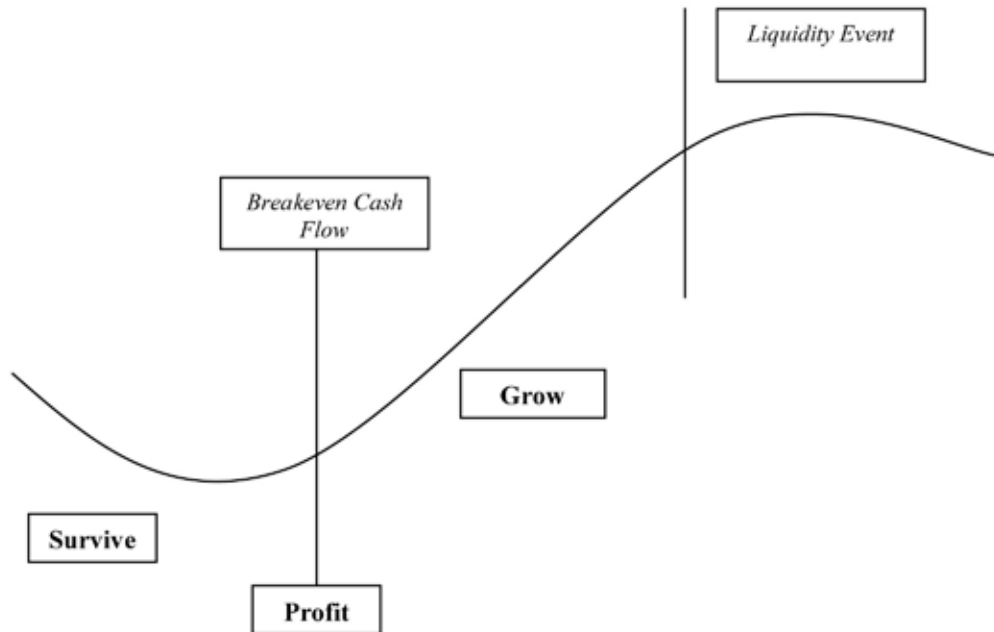 Liquidity Event
Breakeven Cash
Flow
Grow
Survive
Profit